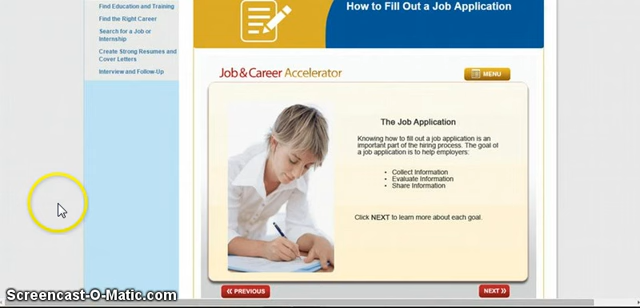 Find Education and Training
Find the Right Career
Search for a Job or
Internship
Create Strong Resumes and
Cover Letters
Interview and Follow-Up
How to Fill Out a Job Application
Job & Career Accelerator
MENU
The Job Application
Knowing how to fill out a job application is an
important part of the hiring process. The goal of
a job application is to help employers:
• Collect Information
• Evaluate Information
• Share Information
Click NEXT to learn more about each goal.
« PREVIOUS
NEXT »
Screencast-O-Matic.com